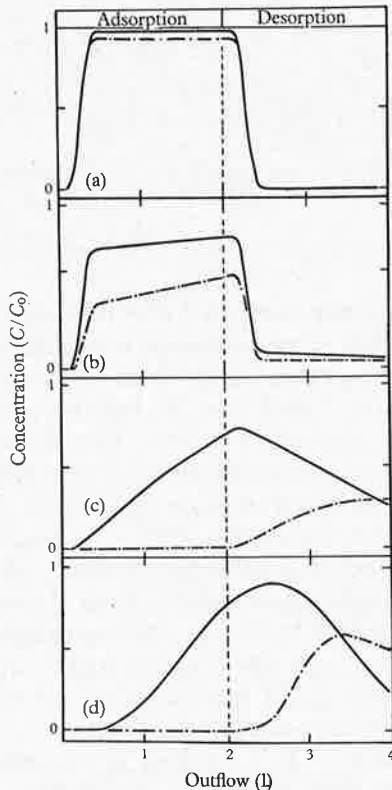 Adsorption Desorption
1
0
(a)
1
0
(b)
1
0
(c)
1
0
(d)
1 2 3 4
Concentration (C/C₀)
Outflow (l)